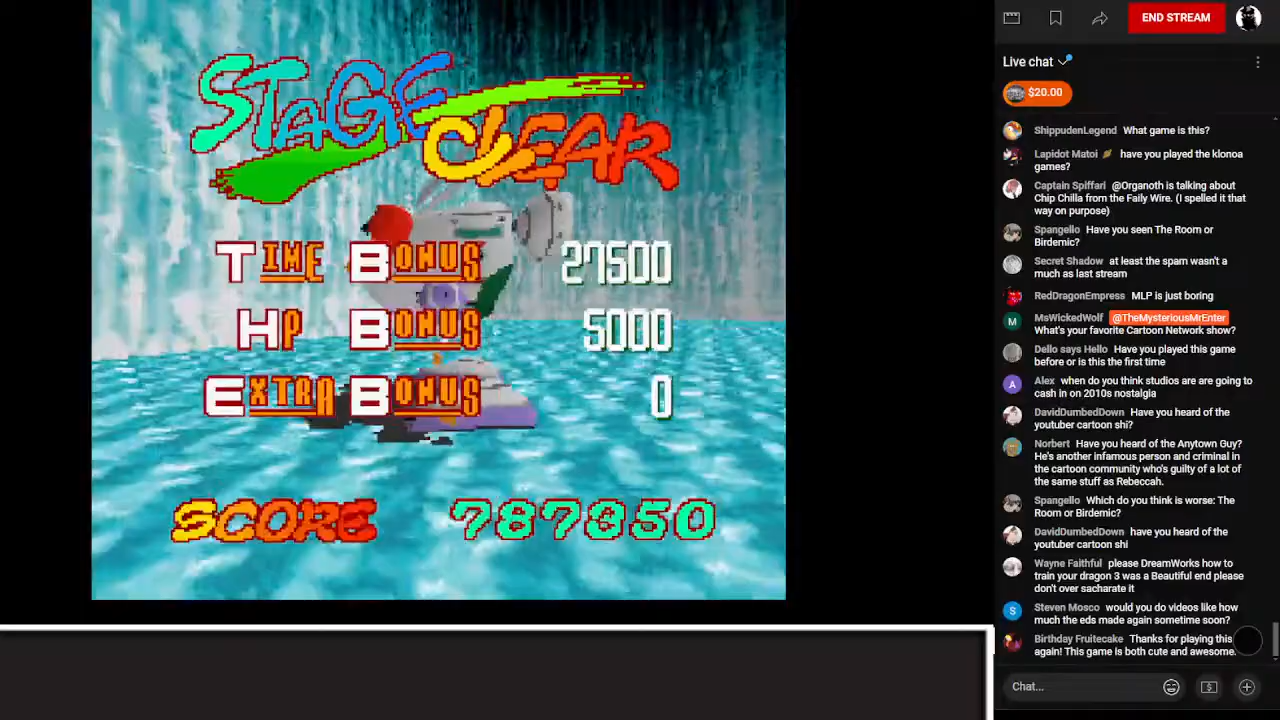 STAGE
CLEAR
TIME BONUS 27500
HP BONUS 5000
EXTRA BONUS 0
SCORE 787350
END STREAM
Live chat
$20.00
ShippudenLegend What game is this?
Lapidot Matoi have you played the klonoa
games?
Captain Spiffari @Organoth is talking about
Chip Chilla from the Faily Wire. (I spelled it that
way on purpose)
Spangello Have you seen The Room or
Birdemic?
Secret Shadow at least the spam wasn't a
much as last stream
RedDragonEmpress MLP is just boring
M
MsWickedWolf @TheMysteriousMrEnter
What's your favorite Cartoon Network show?
Dello says Hello Have you played this game
before or is this the first time
A
Alex when do you think studios are are going to
cash in on 2010s nostalgia
DavidDumbedDown Have you heard of the
youtuber cartoon shi?
Norbert Have you heard of the Anytown Guy?
He's another infamous person and criminal in
the cartoon community who's guilty of a lot of
the same stuff as Rebeccah.
Spangello Which do you think is worse: The
Room or Birdemic?
DavidDumbedDown have you heard of the
youtuber cartoon shi
Wayne Faithful please DreamWorks how to
train your dragon 3 was a Beautiful end please
don't over sacharate it
S
Steven Mosco would you do videos like how
much the eds made again sometime soon?
Birthday Fruitecake Thanks for playing this
again! This game is both cute and awesome.
Chat...